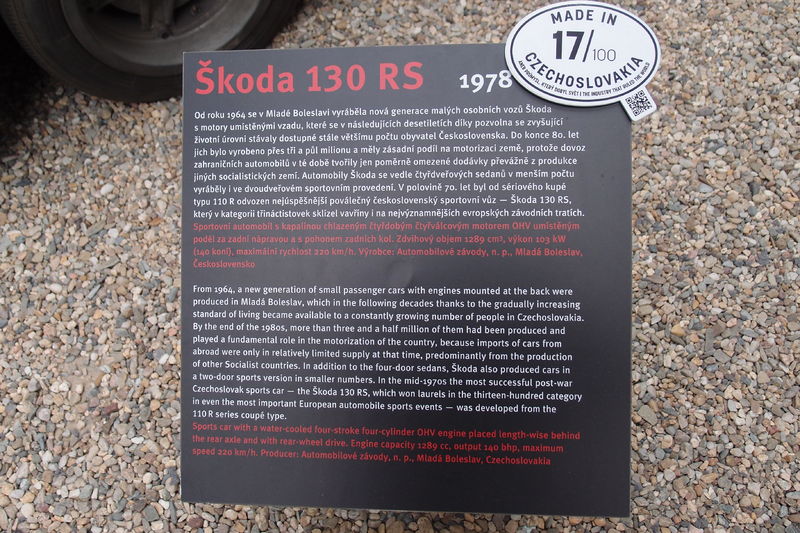 Škoda 130 RS 1978
MADE IN
17/100
CZECHOSLOVAKIA
ANEB PRŮMYSL, KTERÝ DOBYL SVĚT | THE INDUSTRY THAT RULED THE WORLD
Od roku 1964 se v Mladé Boleslavi vyráběla nová generace malých osobních vozů Škoda
s motory umístěnými vzadu, které se v následujících desetiletích díky pozvolna se zvyšující
životní úrovni stávaly dostupné stále většímu počtu obyvatel Československa. Do konce 80. let
jich bylo vyrobeno přes tři a půl milionu a měly zásadní podíl na motorizaci země, protože dovoz
zahraničních automobilů v té době tvořily jen poměrně omezené dodávky převážně z produkce
jiných socialistických zemí. Automobily Škoda se vedle čtyřdveřových sedanů v menším počtu
vyráběly i ve dvoudveřovém sportovním provedení. V polovině 70. let byl od sériového kupé
typu 110 R odvozen nejúspěšnější poválečný československý sportovní vůz — Škoda 130 RS,
který v kategorii třináctistovek sklízel vavříny i na nejvýznamnějších evropských závodních tratích.
Sportovní automobil s kapalinou chlazeným čtyřdobým čtyřválcovým motorem OHV umístěným
podél za zadní nápravou a s pohonem zadních kol. Zdvihový objem 1289 cm³, výkon 103 kW
(140 koní), maximální rychlost 220 km/h. Výrobce: Automobilové závody, n. p., Mladá Boleslav,
Československo
From 1964, a new generation of small passenger cars with engines mounted at the back were
produced in Mladá Boleslav, which in the following decades thanks to the gradually increasing
standard of living became available to a constantly growing number of people in Czechoslovakia.
By the end of the 1980s, more than three and a half million of them had been produced and
played a fundamental role in the motorization of the country, because imports of cars from
abroad were only in relatively limited supply at that time, predominantly from the production
of other Socialist countries. In addition to the four-door sedans, Škoda also produced cars in
a two-door sports version in smaller numbers. In the mid-1970s the most successful post-war
Czechoslovak sports car — the Škoda 130 RS, which won laurels in the thirteen-hundred category
in even the most important European automobile sports events — was developed from the
110 R series coupé type.
Sports car with a water-cooled four-stroke four-cylinder OHV engine placed length-wise behind
the rear axle and with rear-wheel drive. Engine capacity 1289 cc, output 140 bhp, maximum
speed 220 km/h. Producer: Automobilové závody, n. p., Mladá Boleslav, Czechoslovakia